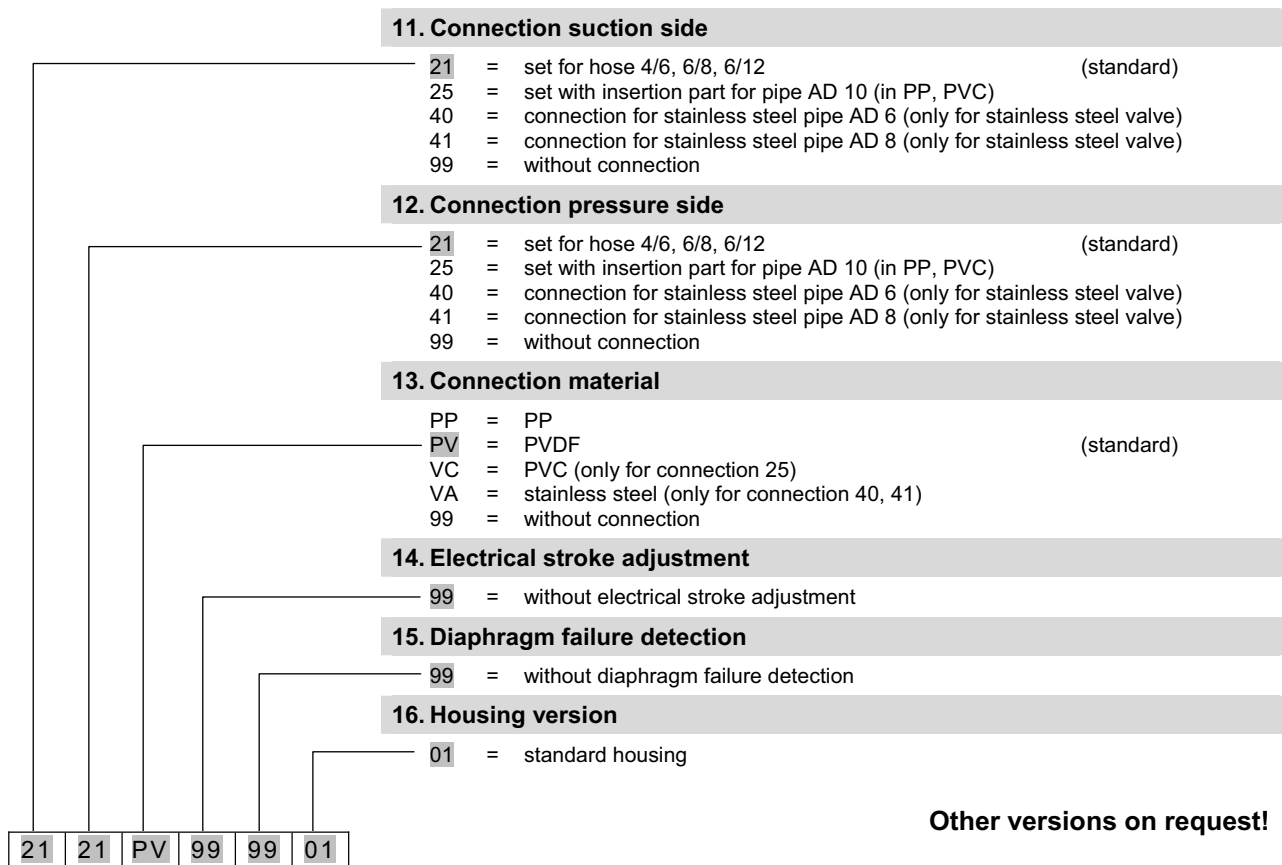 11. Connection suction side
21 = set for hose 4/6, 6/8, 6/12 (standard)
25 = set with insertion part for pipe AD 10 (in PP, PVC)
40 = connection for stainless steel pipe AD 6 (only for stainless steel valve)
41 = connection for stainless steel pipe AD 8 (only for stainless steel valve)
99 = without connection
12. Connection pressure side
21 = set for hose 4/6, 6/8, 6/12 (standard)
25 = set with insertion part for pipe AD 10 (in PP, PVC)
40 = connection for stainless steel pipe AD 6 (only for stainless steel valve)
41 = connection for stainless steel pipe AD 8 (only for stainless steel valve)
99 = without connection
13. Connection material
PP = PP
PV = PVDF (standard)
VC = PVC (only for connection 25)
VA = stainless steel (only for connection 40, 41)
99 = without connection
14. Electrical stroke adjustment
99 = without electrical stroke adjustment
15. Diaphragm failure detection
99 = without diaphragm failure detection
16. Housing version
01 = standard housing
Other versions on request!
21 21 PV 99 99 01